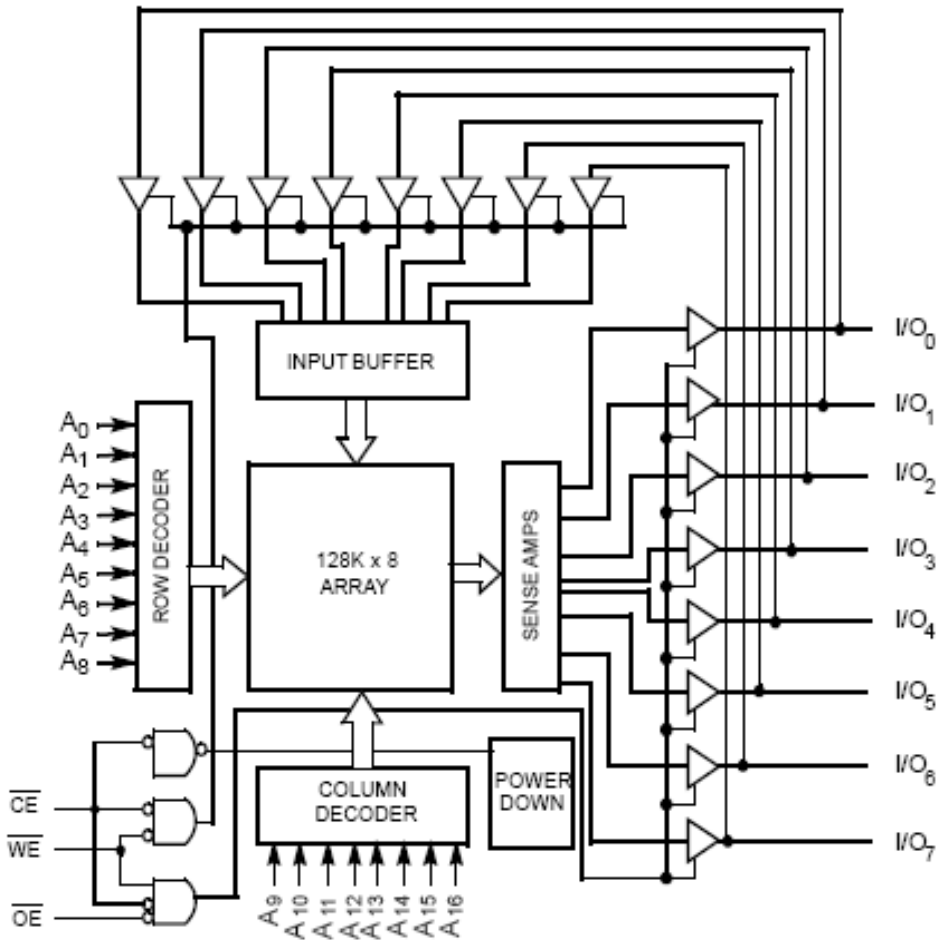 INPUT BUFFER
I/O0
I/O1
I/O2
I/O3
I/O4
I/O5
I/O6
I/O7
A0
A1
A2
A3
A4
A5
A6
A7
A8
ROW DECODER
128K x 8
ARRAY
SENSE AMPS
COLUMN
DECODER
POWER
DOWN
CE
WE
OE
A9
A10
A11
A12
A13
A14
A15
A16